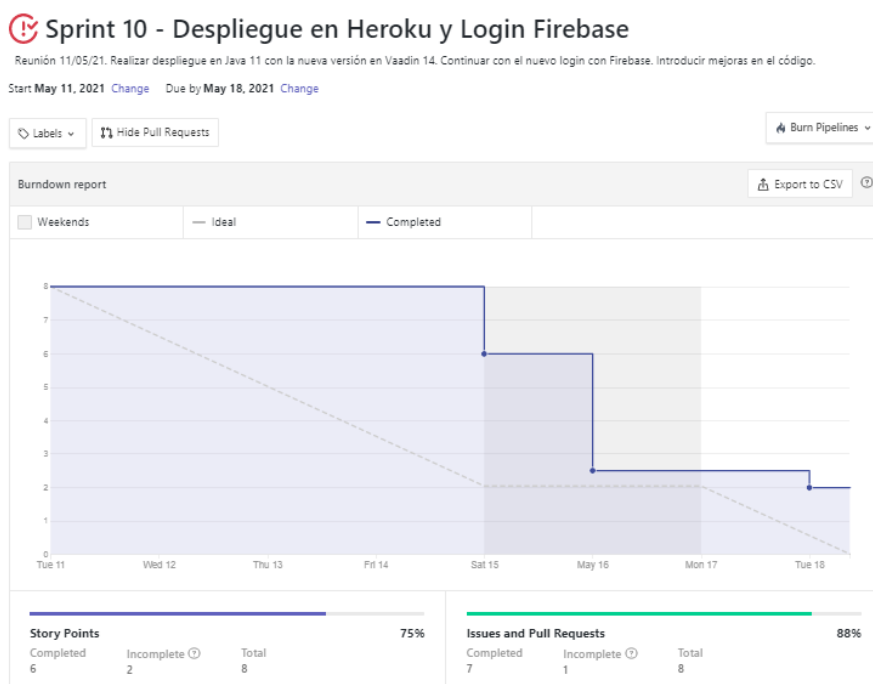 Sprint 10 - Despliegue en Heroku y Login Firebase
Reunión 11/05/21. Realizar despliegue en Java 11 con la nueva versión en Vaadin 14. Continuar con el nuevo login con Firebase. Introducir mejoras en el código.
Start May 11, 2021 Change Due by May 18, 2021 Change
Labels Hide Pull Requests Burn Pipelines
Burndown report Export to CSV
Weekends Ideal Completed
8
7
6
5
4
3
2
1
0
Tue 11 Wed 12 Thu 13 Fri 14 Sat 15 May 16 Mon 17 Tue 18
Story Points 75% Issues and Pull Requests 88%
Completed Incomplete Total Completed Incomplete Total
6 2 8 7 1 8